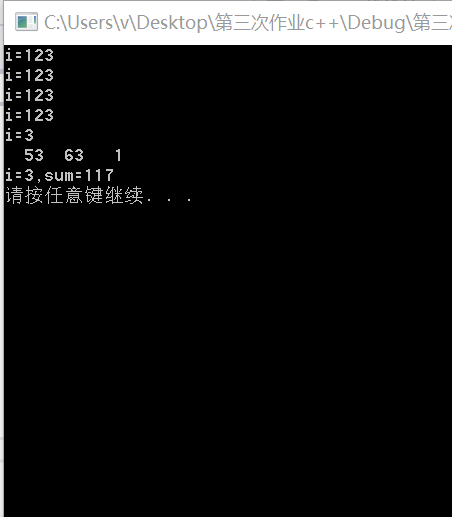 C:\Users\v\Desktop\第三次作业c++\Debug\第三
i=123
i=123
i=123
i=123
i=3
  53  63   1
i=3,sum=117
请按任意键继续. . .